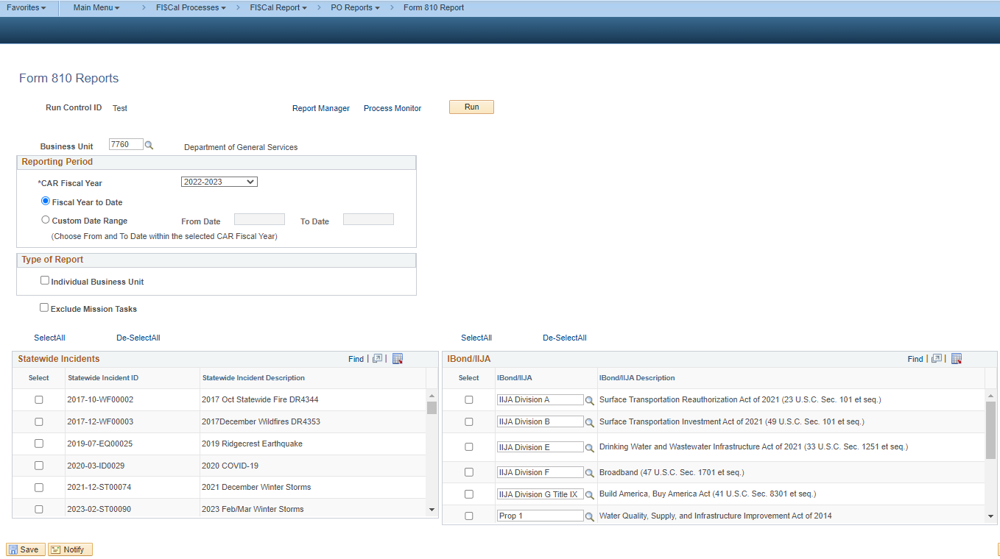 Favorites Main Menu > FI$Cal Processes > FI$Cal Report > PO Reports > Form 810 Report
Form 810 Reports
Run Control ID Test Report Manager Process Monitor Run
Business Unit 7760 Department of General Services
Reporting Period
*CAR Fiscal Year 2022-2023
Fiscal Year to Date
Custom Date Range From Date To Date
(Choose From and To Date within the selected CAR Fiscal Year)
Type of Report
Individual Business Unit
Exclude Mission Tasks
SelectAll De-SelectAll
Statewide Incidents Find | |
Select Statewide Incident ID Statewide Incident Description
2017-10-WF00002 2017 Oct Statewide Fire DR4344
2017-12-WF00003 2017December Wildfires DR4353
2019-07-EQ00025 2019 Ridgecrest Earthquake
2020-03-ID0029 2020 COVID-19
2021-12-ST00074 2021 December Winter Storms
2023-02-ST00090 2023 Feb/Mar Winter Storms
SelectAll De-SelectAll
IBond/IIJA Find | |
Select IBond/IIJA IBond/IIJA Description
IIJA Division A Surface Transportation Reauthorization Act of 2021 (23 U.S.C. Sec. 101 et seq.)
IIJA Division B Surface Transportation Investment Act of 2021 (49 U.S.C. Sec. 101 et seq.)
IIJA Division E Drinking Water and Wastewater Infrastructure Act of 2021 (33 U.S.C. Sec. 1251 et seq.)
IIJA Division F Broadband (47 U.S.C. Sec. 1701 et seq.)
IIJA Division G Title IX Build America, Buy America Act (41 U.S.C. Sec. 8301 et seq.)
Prop 1 Water Quality, Supply, and Infrastructure Improvement Act of 2014
Save Notify